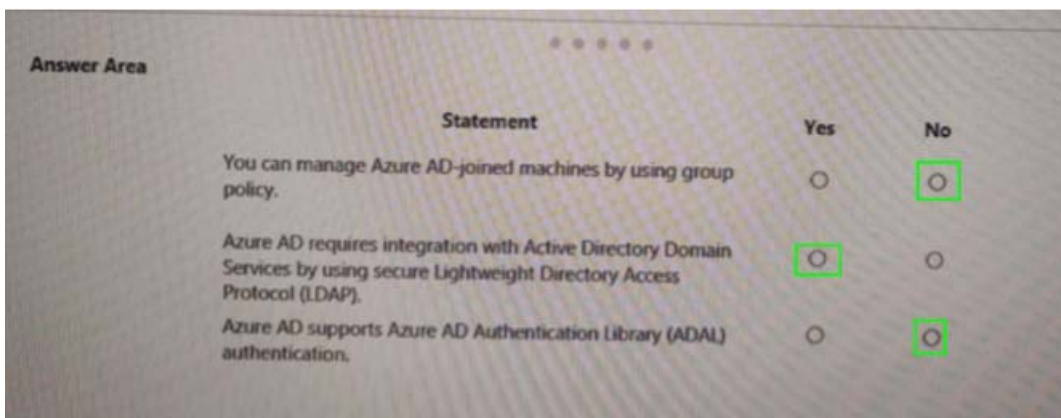 Answer Area
Statement Yes No
You can manage Azure AD-joined machines by using group
policy.
Azure AD requires integration with Active Directory Domain
Services by using secure Lightweight Directory Access
Protocol (LDAP).
Azure AD supports Azure AD Authentication Library (ADAL)
authentication.